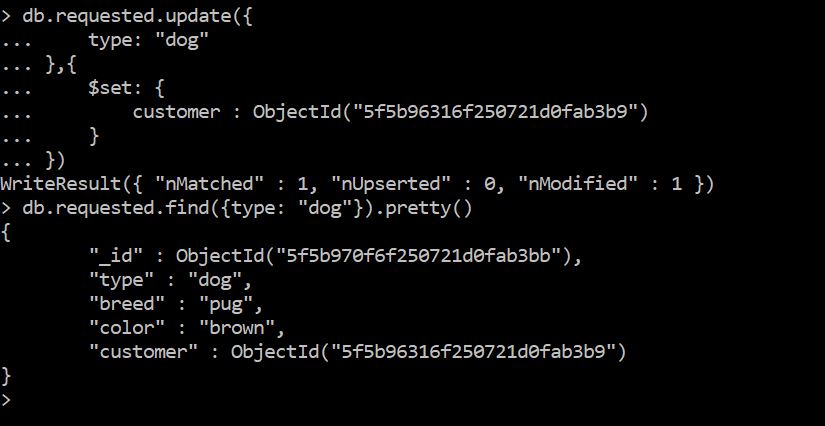 > db.requested.update({
...     type: "dog"
... },{
...     $set: {
...         customer : ObjectId("5f5b96316f250721d0fab3b9")
...     }
... })
WriteResult({ "nMatched" : 1, "nUpserted" : 0, "nModified" : 1 })
> db.requested.find({type: "dog"}).pretty()
{
        "_id" : ObjectId("5f5b970f6f250721d0fab3bb"),
        "type" : "dog",
        "breed" : "pug",
        "color" : "brown",
        "customer" : ObjectId("5f5b96316f250721d0fab3b9")
}
>